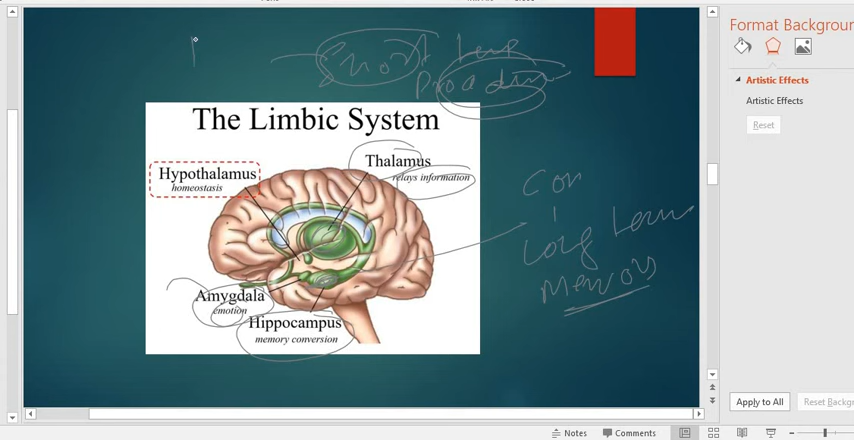 Format Backgroun
Artistic Effects
Artistic Effects
Reset
Short term
The Limbic System
Hypothalamus
homeostasis
Thalamus
relays information
Con
Long term
Memory
Amygdala
emotion
Hippocampus
memory conversion
Apply to All
Reset Backgr
Notes
Comments